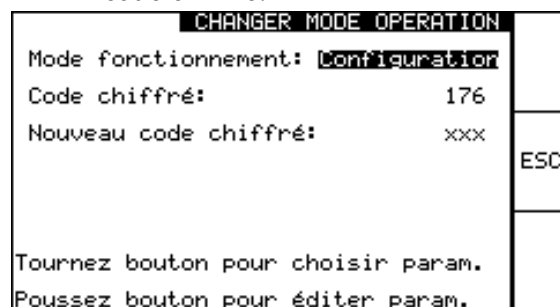 CHANGER MODE OPERATION
Mode fonctionnement: Configuration
Code chiffré: 176
Nouveau code chiffré: xxx
ESC
Tournez bouton pour choisir param.
Poussez bouton pour éditer param.